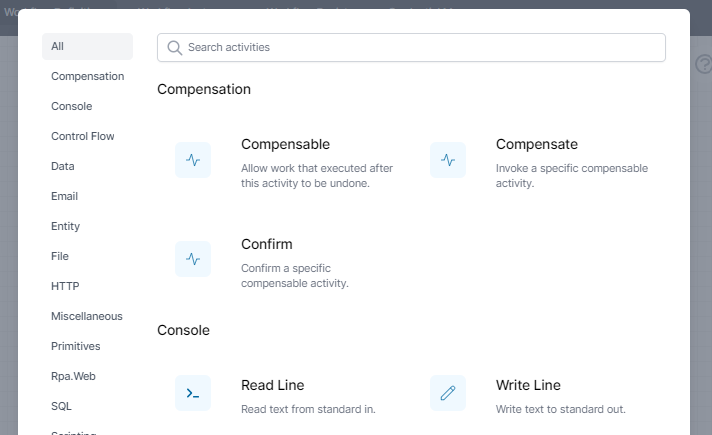 All
Compensation
Console
Control Flow
Data
Email
Entity
File
HTTP
Miscellaneous
Primitives
Rpa.Web
SQL
Scripting
Search activities
Compensation
Compensable
Allow work that executed after
this activity to be undone.
Compensate
Invoke a specific compensable
activity.
Confirm
Confirm a specific
compensable activity.
Console
Read Line
Read text from standard in.
Write Line
Write text to standard out.